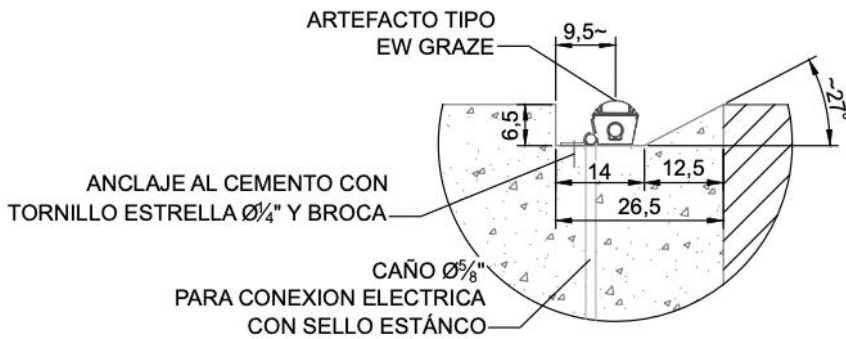 ARTEFACTO TIPO
EW GRAZE
9,5~
~27°
6,5
14
12,5
26,5
ANCLAJE AL CEMENTO CON
TORNILLO ESTRELLA Ø¼" Y BROCA
CAÑO Ø⅝"
PARA CONEXION ELECTRICA
CON SELLO ESTÁNCO